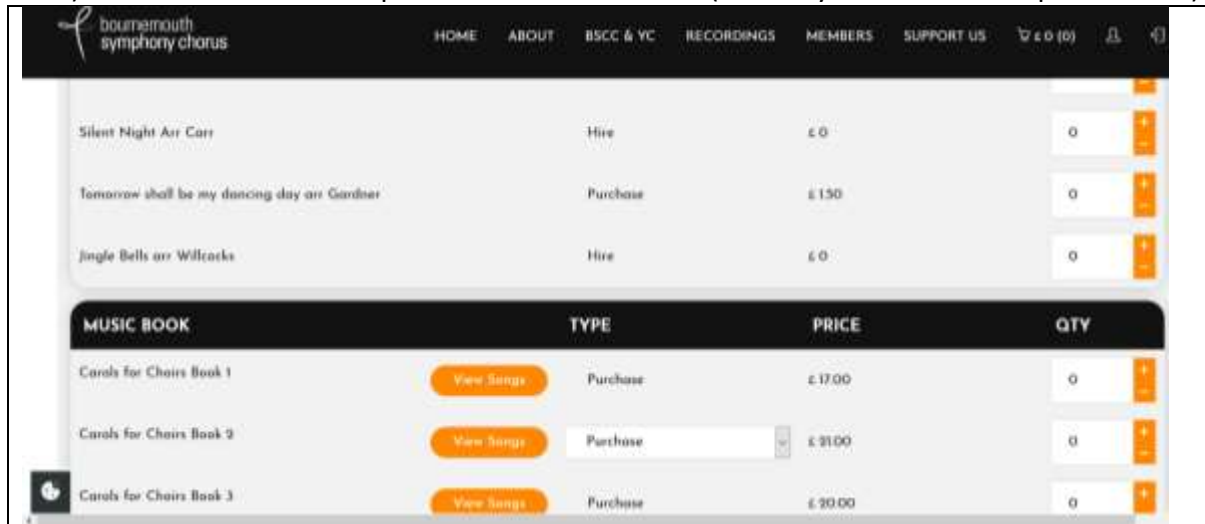 bournemouth
symphony chorus
HOME ABOUT BSCC & YC RECORDINGS MEMBERS SUPPORT US £ 0 (0)
Silent Night Arr Carr Hire £ 0 0 + −
Tomorrow shall be my dancing day arr Gardner Purchase £ 1.50 0 + −
Jingle Bells arr Willcocks Hire £ 0 0 + −
MUSIC BOOK TYPE PRICE QTY
Carols for Choirs Book 1 View Songs Purchase £ 17.00 0 + −
Carols for Choirs Book 2 View Songs Purchase £ 21.00 0 + −
Carols for Choirs Book 3 View Songs Purchase £ 20.00 0 +